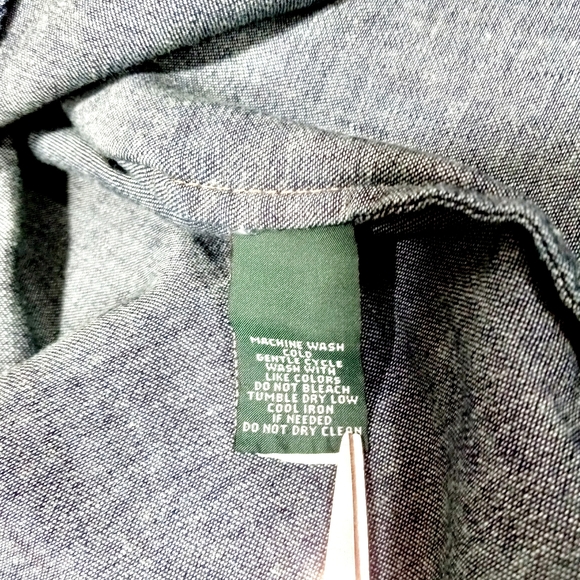 MACHINE WASH
COLD
GENTLE CYCLE
WASH WITH
LIKE COLORS
DO NOT BLEACH
TUMBLE DRY LOW
COOL IRON
IF NEEDED
DO NOT DRY CLEAN